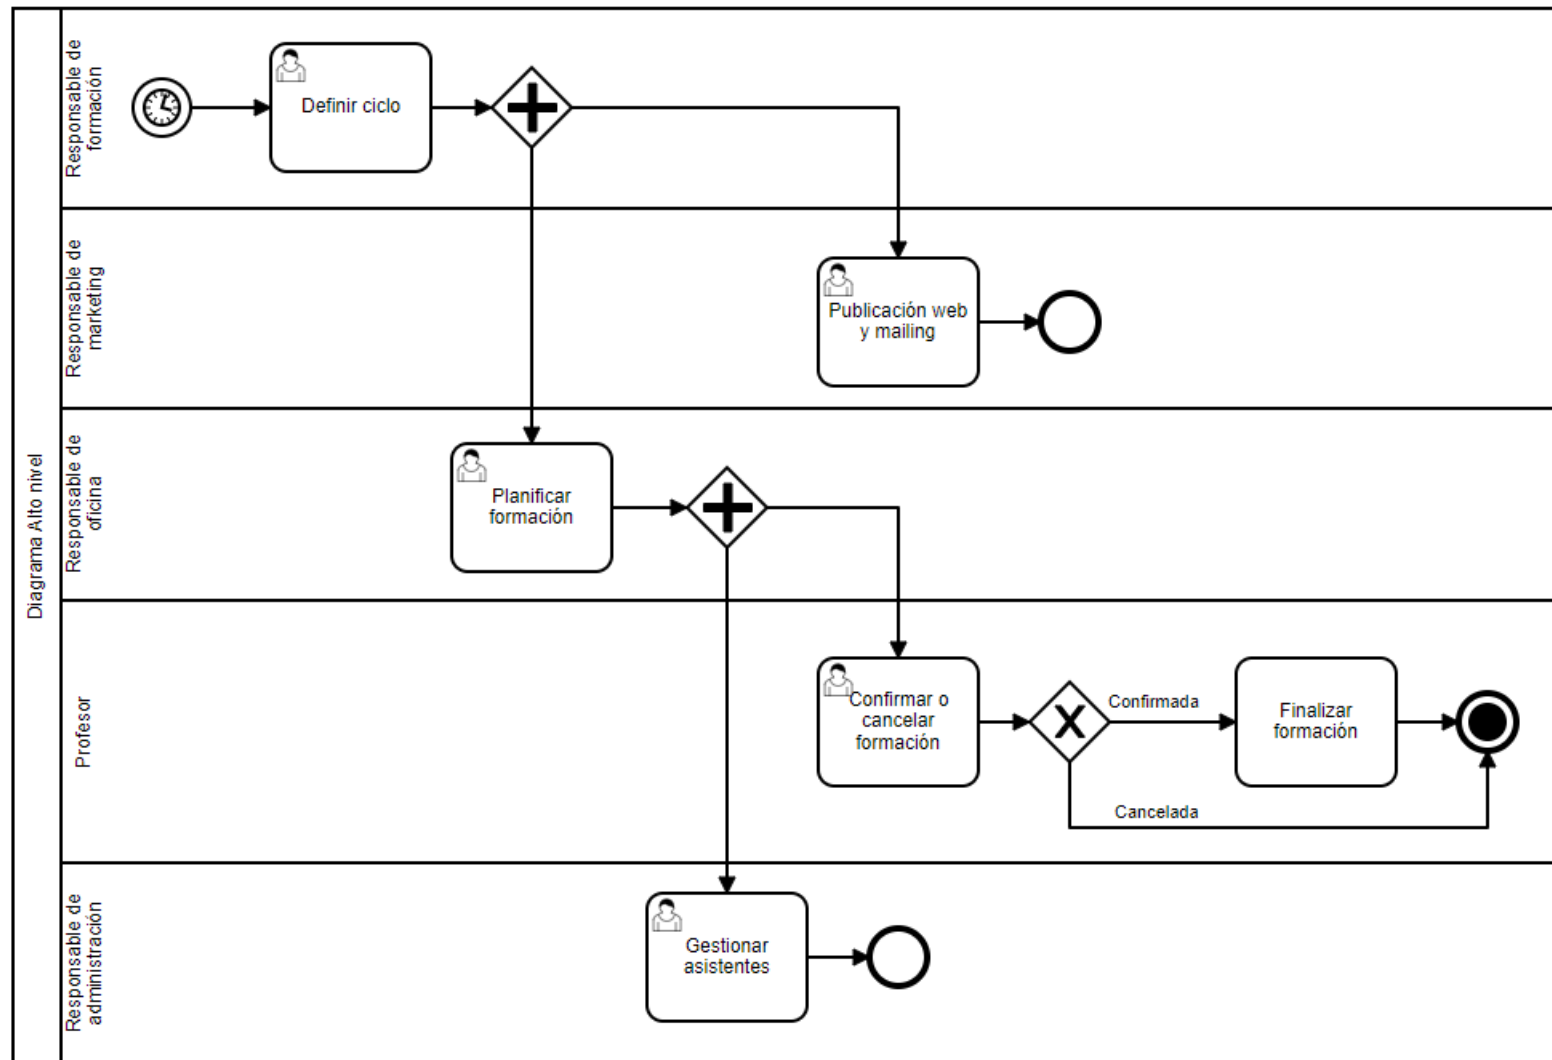 Diagrama Alto nivel
Responsable de
formación
Definir ciclo
Responsable de
marketing
Publicación web
y mailing
Responsable de
oficina
Planificar
formación
Profesor
Confirmar o
cancelar
formación
Confirmada
Cancelada
Finalizar
formación
Responsable de
administración
Gestionar
asistentes